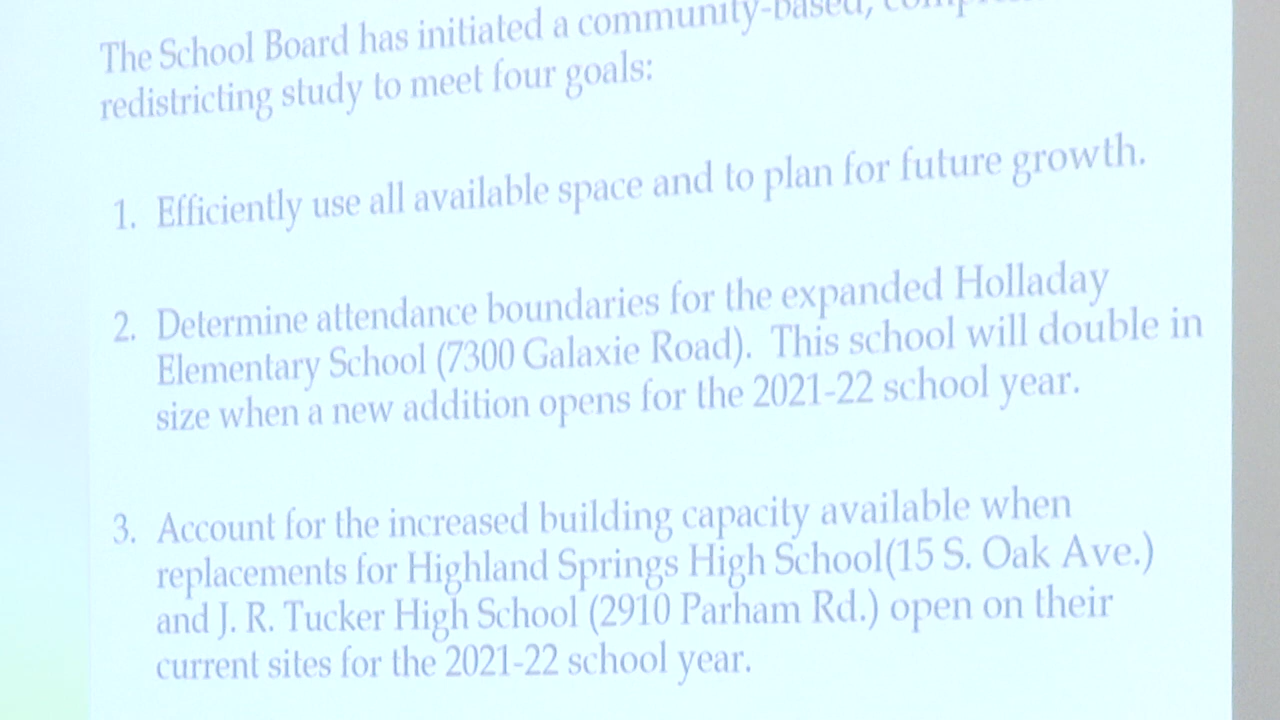 The School Board has initiated a community-based,
redistricting study to meet four goals:
1. Efficiently use all available space and to plan for future growth.
2. Determine attendance boundaries for the expanded Holladay
Elementary School (7300 Galaxie Road). This school will double in
size when a new addition opens for the 2021-22 school year.
3. Account for the increased building capacity available when
replacements for Highland Springs High School(15 S. Oak Ave.)
and J. R. Tucker High School (2910 Parham Rd.) open on their
current sites for the 2021-22 school year.